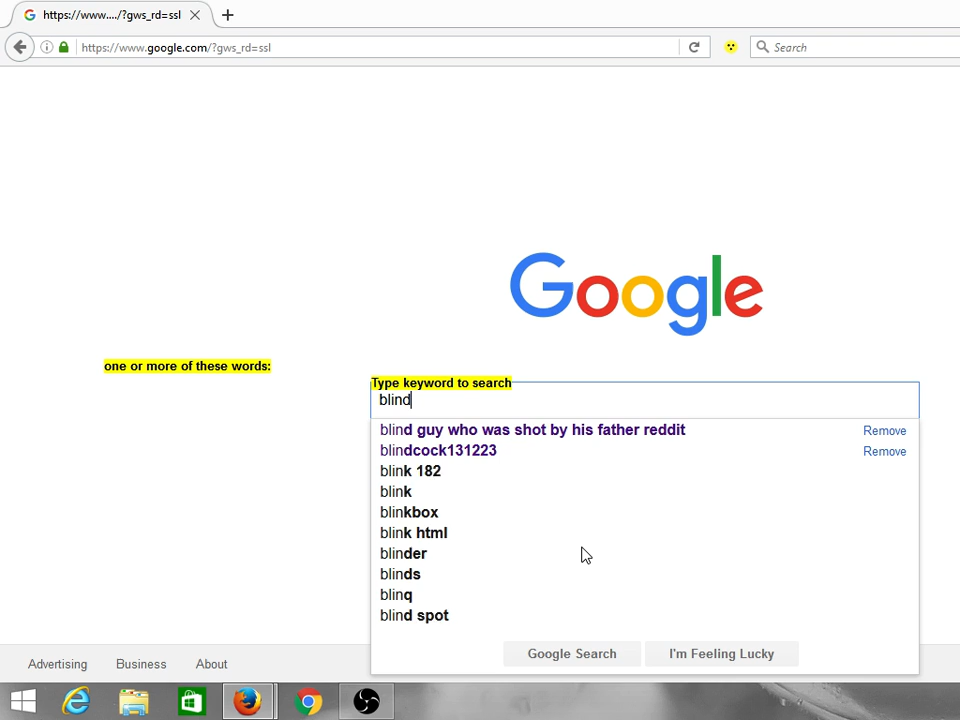 https://www..../?gws_rd=ssl
https://www.google.com/?gws_rd=ssl
Search
Google
one or more of these words:
Type keyword to search
blind
blind guy who was shot by his father reddit Remove
blindcock131223 Remove
blink 182
blink
blinkbox
blink html
blinder
blinds
blinq
blind spot
Google Search I'm Feeling Lucky
Advertising Business About